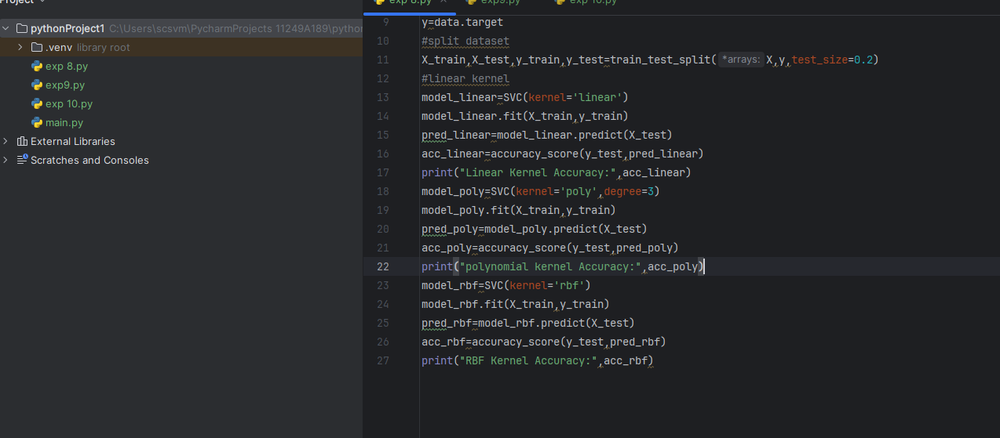 Project
exp 8.py
exp9.py
exp 10.py
pythonProject1 C:\Users\scsvm\PycharmProjects 11249A189\python
.venv library root
exp 8.py
exp9.py
exp 10.py
main.py
External Libraries
Scratches and Consoles
9 y=data.target
10 #split dataset
11 X_train,X_test,y_train,y_test=train_test_split( *arrays: X,y,test_size=0.2)
12 #linear kernel
13 model_linear=SVC(kernel='linear')
14 model_linear.fit(X_train,y_train)
15 pred_linear=model_linear.predict(X_test)
16 acc_linear=accuracy_score(y_test,pred_linear)
17 print("Linear Kernel Accuracy:",acc_linear)
18 model_poly=SVC(kernel='poly',degree=3)
19 model_poly.fit(X_train,y_train)
20 pred_poly=model_poly.predict(X_test)
21 acc_poly=accuracy_score(y_test,pred_poly)
22 print("polynomial kernel Accuracy:",acc_poly)
23 model_rbf=SVC(kernel='rbf')
24 model_rbf.fit(X_train,y_train)
25 pred_rbf=model_rbf.predict(X_test)
26 acc_rbf=accuracy_score(y_test,pred_rbf)
27 print("RBF Kernel Accuracy:",acc_rbf)